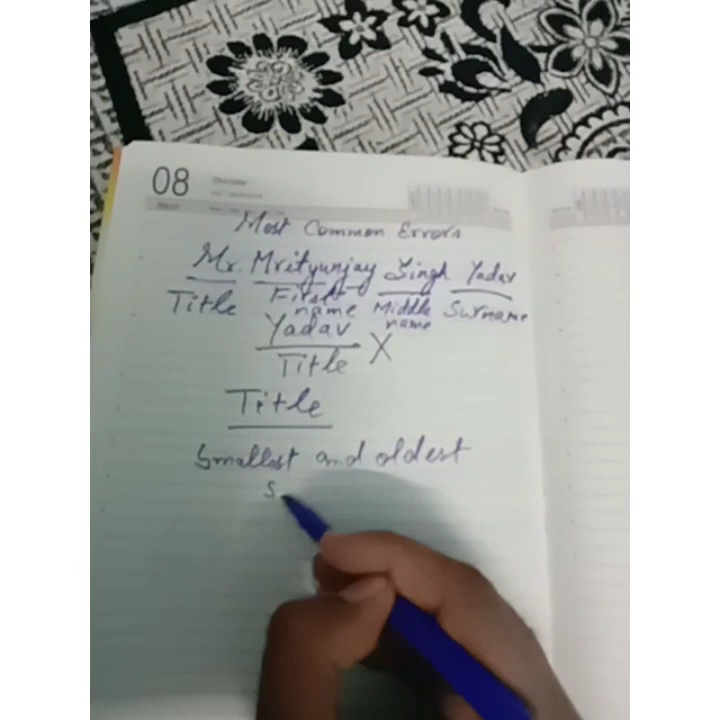 08
Most Common Errors
Mr. Mrityunjay Singh Yadav
Title First name Middle name Surname
Yadav
Title X
Title
Smallest and oldest
S